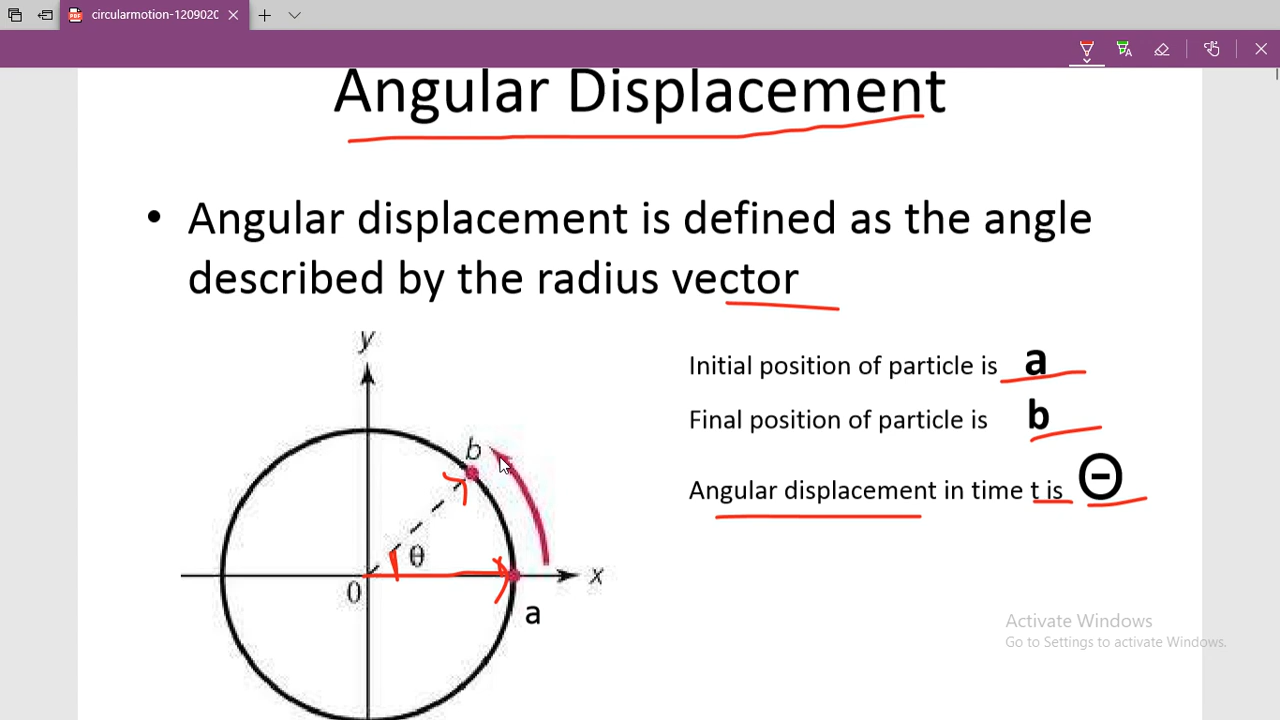 circularmotion-120902C
Angular Displacement
• Angular displacement is defined as the angle
described by the radius vector
Initial position of particle is a
Final position of particle is b
Angular displacement in time t is Θ
y
b
θ
0
x
a
Activate Windows
Go to Settings to activate Windows.